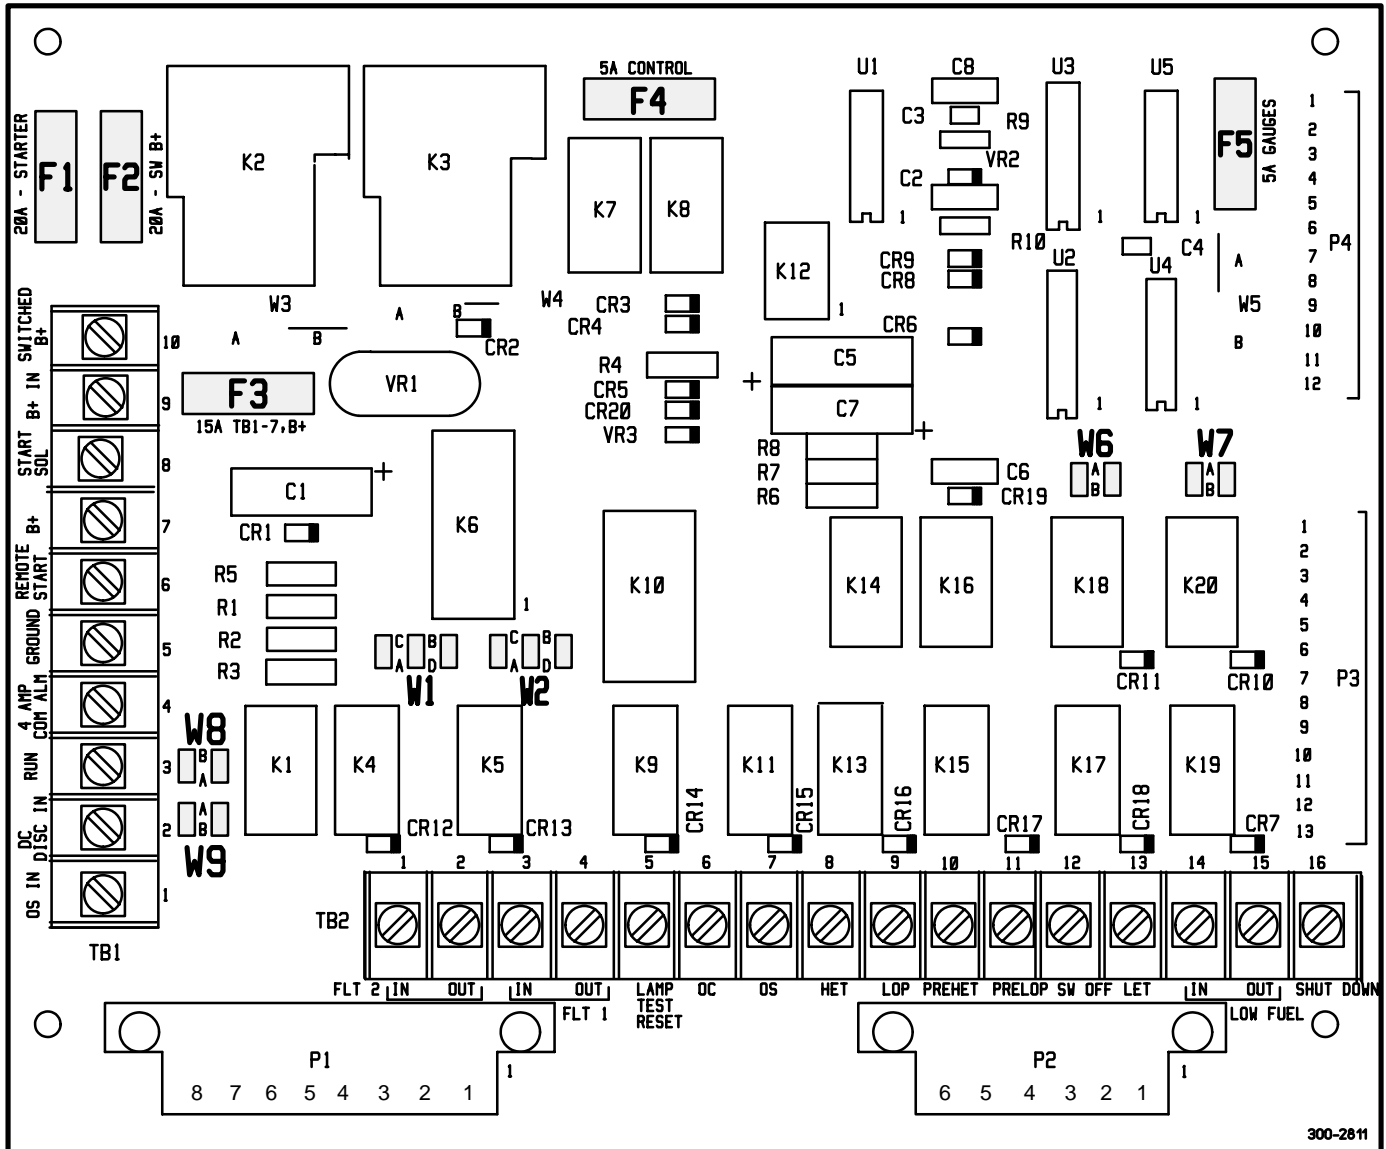 5A CONTROL
F4
U1
C8
U3
U5
C3
R9
VR2
C2
F5
5A GAUGES
20A - STARTER
F1
F2
20A - SW B+
K2
K3
K7
K8
1
1
1
R10
C4
K12
1
CR9
CR8
U2
U4
CR6
1
1
A
W5
B
1
2
3
4
5
6
7
8
9
10
11
12
P4
W3
A
B
A
B
W4
CR2
CR3
CR4
R4
CR5
CR20
VR3
VR1
F3
15A TB1-7,B+
+
C5
C7
+
R8
R7
R6
C6
CR19
W6
A
B
W7
A
B
SWITCHED B+
10
B+ IN
9
START SOL
8
B+
7
REMOTE START
6
GROUND
5
4 AMP COM ALM
4
RUN
3
DC DISC IN
2
OS IN
1
TB1
C1
+
CR1
R5
R1
R2
R3
K6
1
C B
A D
W1
C B
A D
W2
K10
K14
K16
K18
K20
CR11
CR10
1
2
3
4
5
6
7
8
9
10
11
12
13
P3
W8
B
A
A
B
W9
K1
K4
K5
K9
K11
K13
K15
K17
K19
CR12
CR13
CR14
CR15
CR16
CR17
CR18
CR7
1 2 3 4 5 6 7 8 9 10 11 12 13 14 15 16
TB2
FLT 2 IN OUT IN OUT LAMP OC OS HET LOP PREHET PRELOP SW OFF LET IN OUT SHUT DOWN
FLT 1 TEST LOW FUEL
RESET
P1
1
8 7 6 5 4 3 2 1
P2
1
6 5 4 3 2 1
300-2811